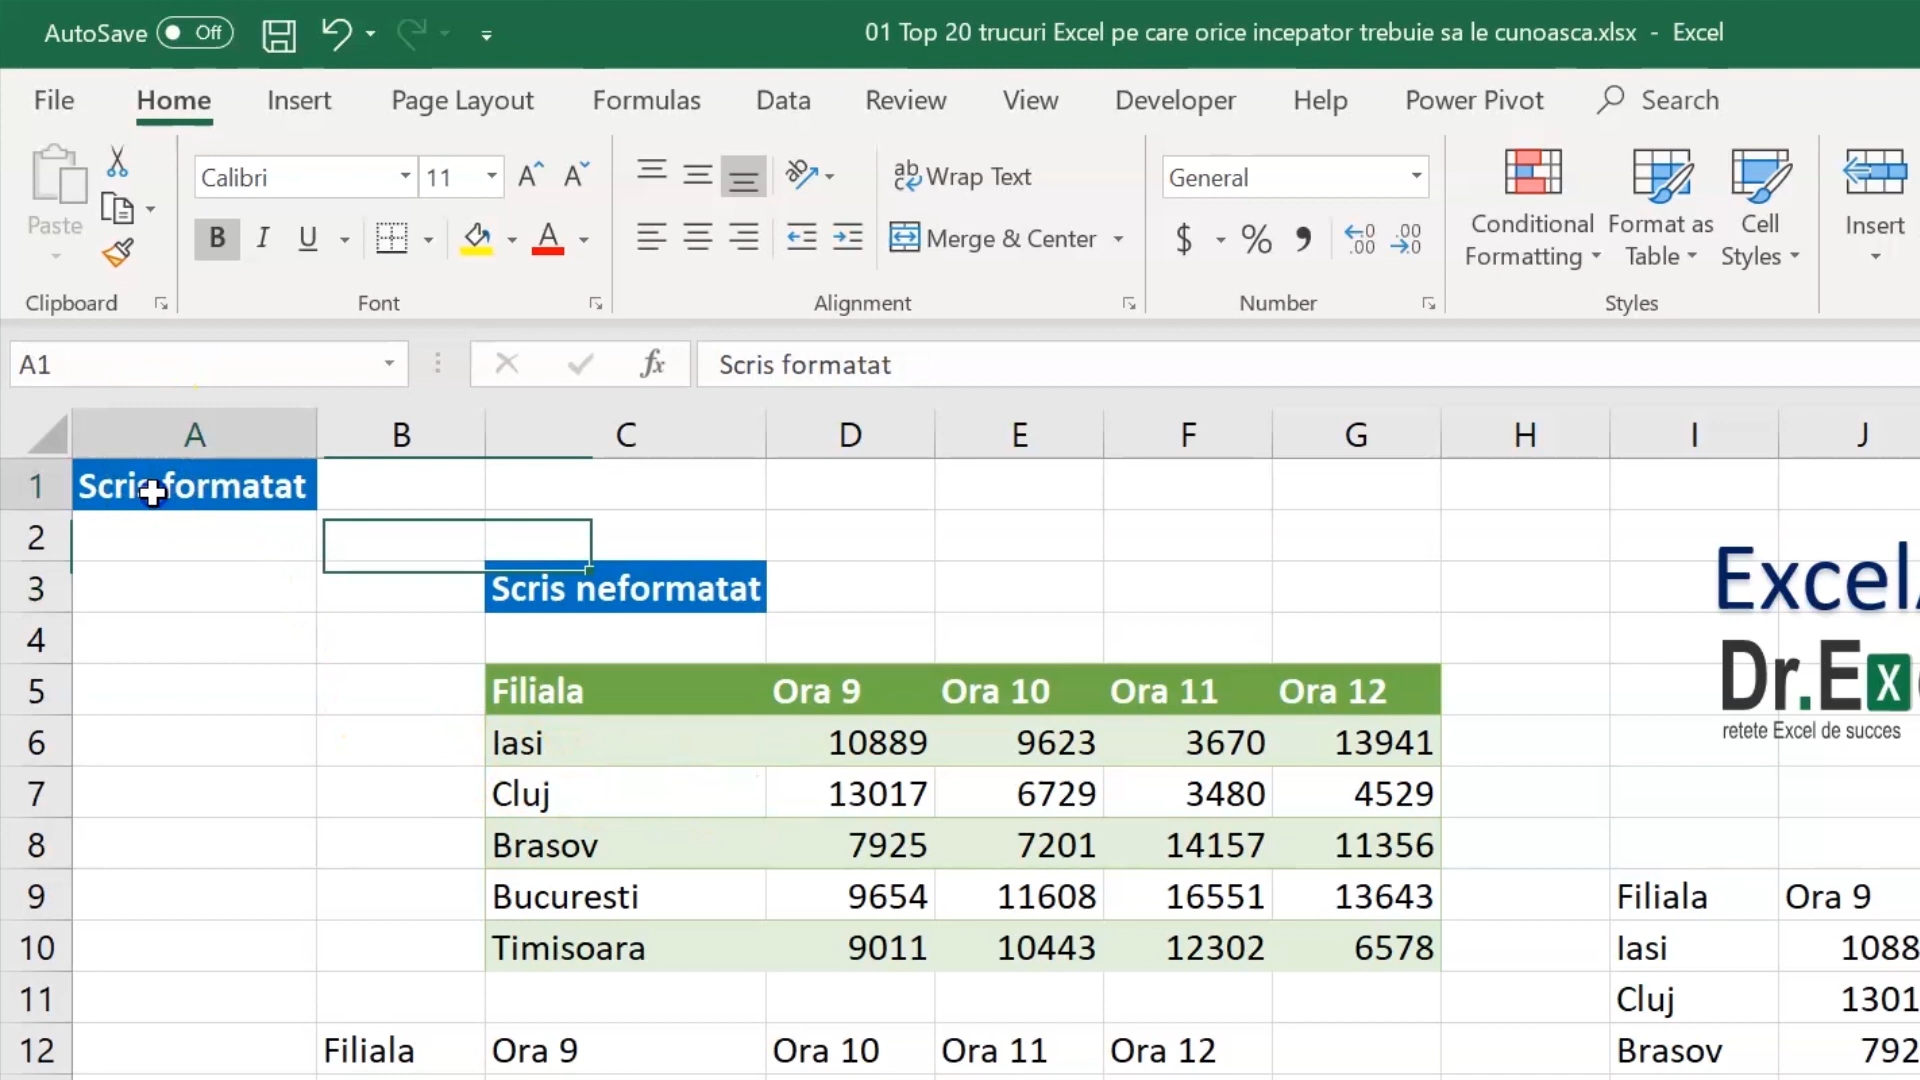 AutoSave Off 01 Top 20 trucuri Excel pe care orice incepator trebuie sa le cunoasca.xlsx - Excel
File Home Insert Page Layout Formulas Data Review View Developer Help Power Pivot Search
Paste
Calibri 11
B I U A
Wrap Text
Merge & Center
General
$ %
Conditional Formatting
Format as Table
Cell Styles
Insert
Clipboard Font Alignment Number Styles
A1 fx Scris formatat
A B C D E F G H I J
1 Scris formatat
2
3 Scris neformatat
4
Dr.Ex
retete Excel de succes
5 Filiala Ora 9 Ora 10 Ora 11 Ora 12
6 Iasi 10889 9623 3670 13941
7 Cluj 13017 6729 3480 4529
8 Brasov 7925 7201 14157 11356
9 Bucuresti 9654 11608 16551 13643 Filiala Ora 9
10 Timisoara 9011 10443 12302 6578 Iasi 1088
11 Cluj 1301
12 Filiala Ora 9 Ora 10 Ora 11 Ora 12 Brasov 792